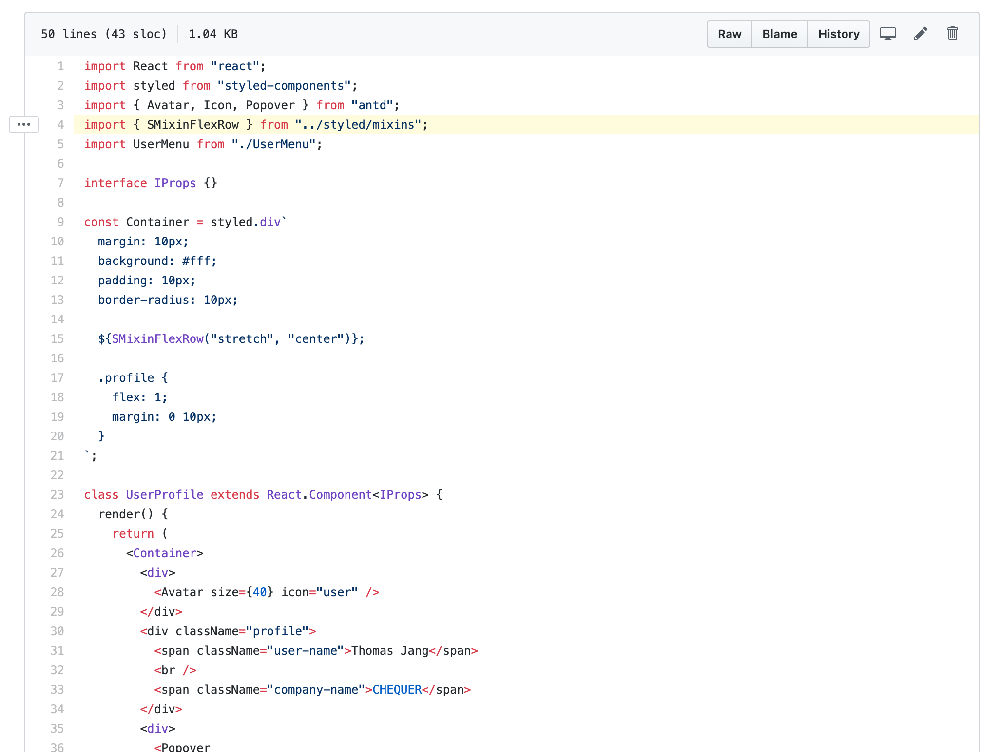 50 lines (43 sloc) 1.04 KB Raw Blame History
1 import React from "react";
2 import styled from "styled-components";
3 import { Avatar, Icon, Popover } from "antd";
4 import { SMixinFlexRow } from "../styled/mixins";
5 import UserMenu from "./UserMenu";
6
7 interface IProps {}
8
9 const Container = styled.div`
10   margin: 10px;
11   background: #fff;
12   padding: 10px;
13   border-radius: 10px;
14
15   ${SMixinFlexRow("stretch", "center")};
16
17   .profile {
18     flex: 1;
19     margin: 0 10px;
20   }
21 `;
22
23 class UserProfile extends React.Component<IProps> {
24   render() {
25     return (
26       <Container>
27         <div>
28           <Avatar size={40} icon="user" />
29         </div>
30         <div className="profile">
31           <span className="user-name">Thomas Jang</span>
32           <br />
33           <span className="company-name">CHEQUER</span>
34         </div>
35         <div>
36           <Popover